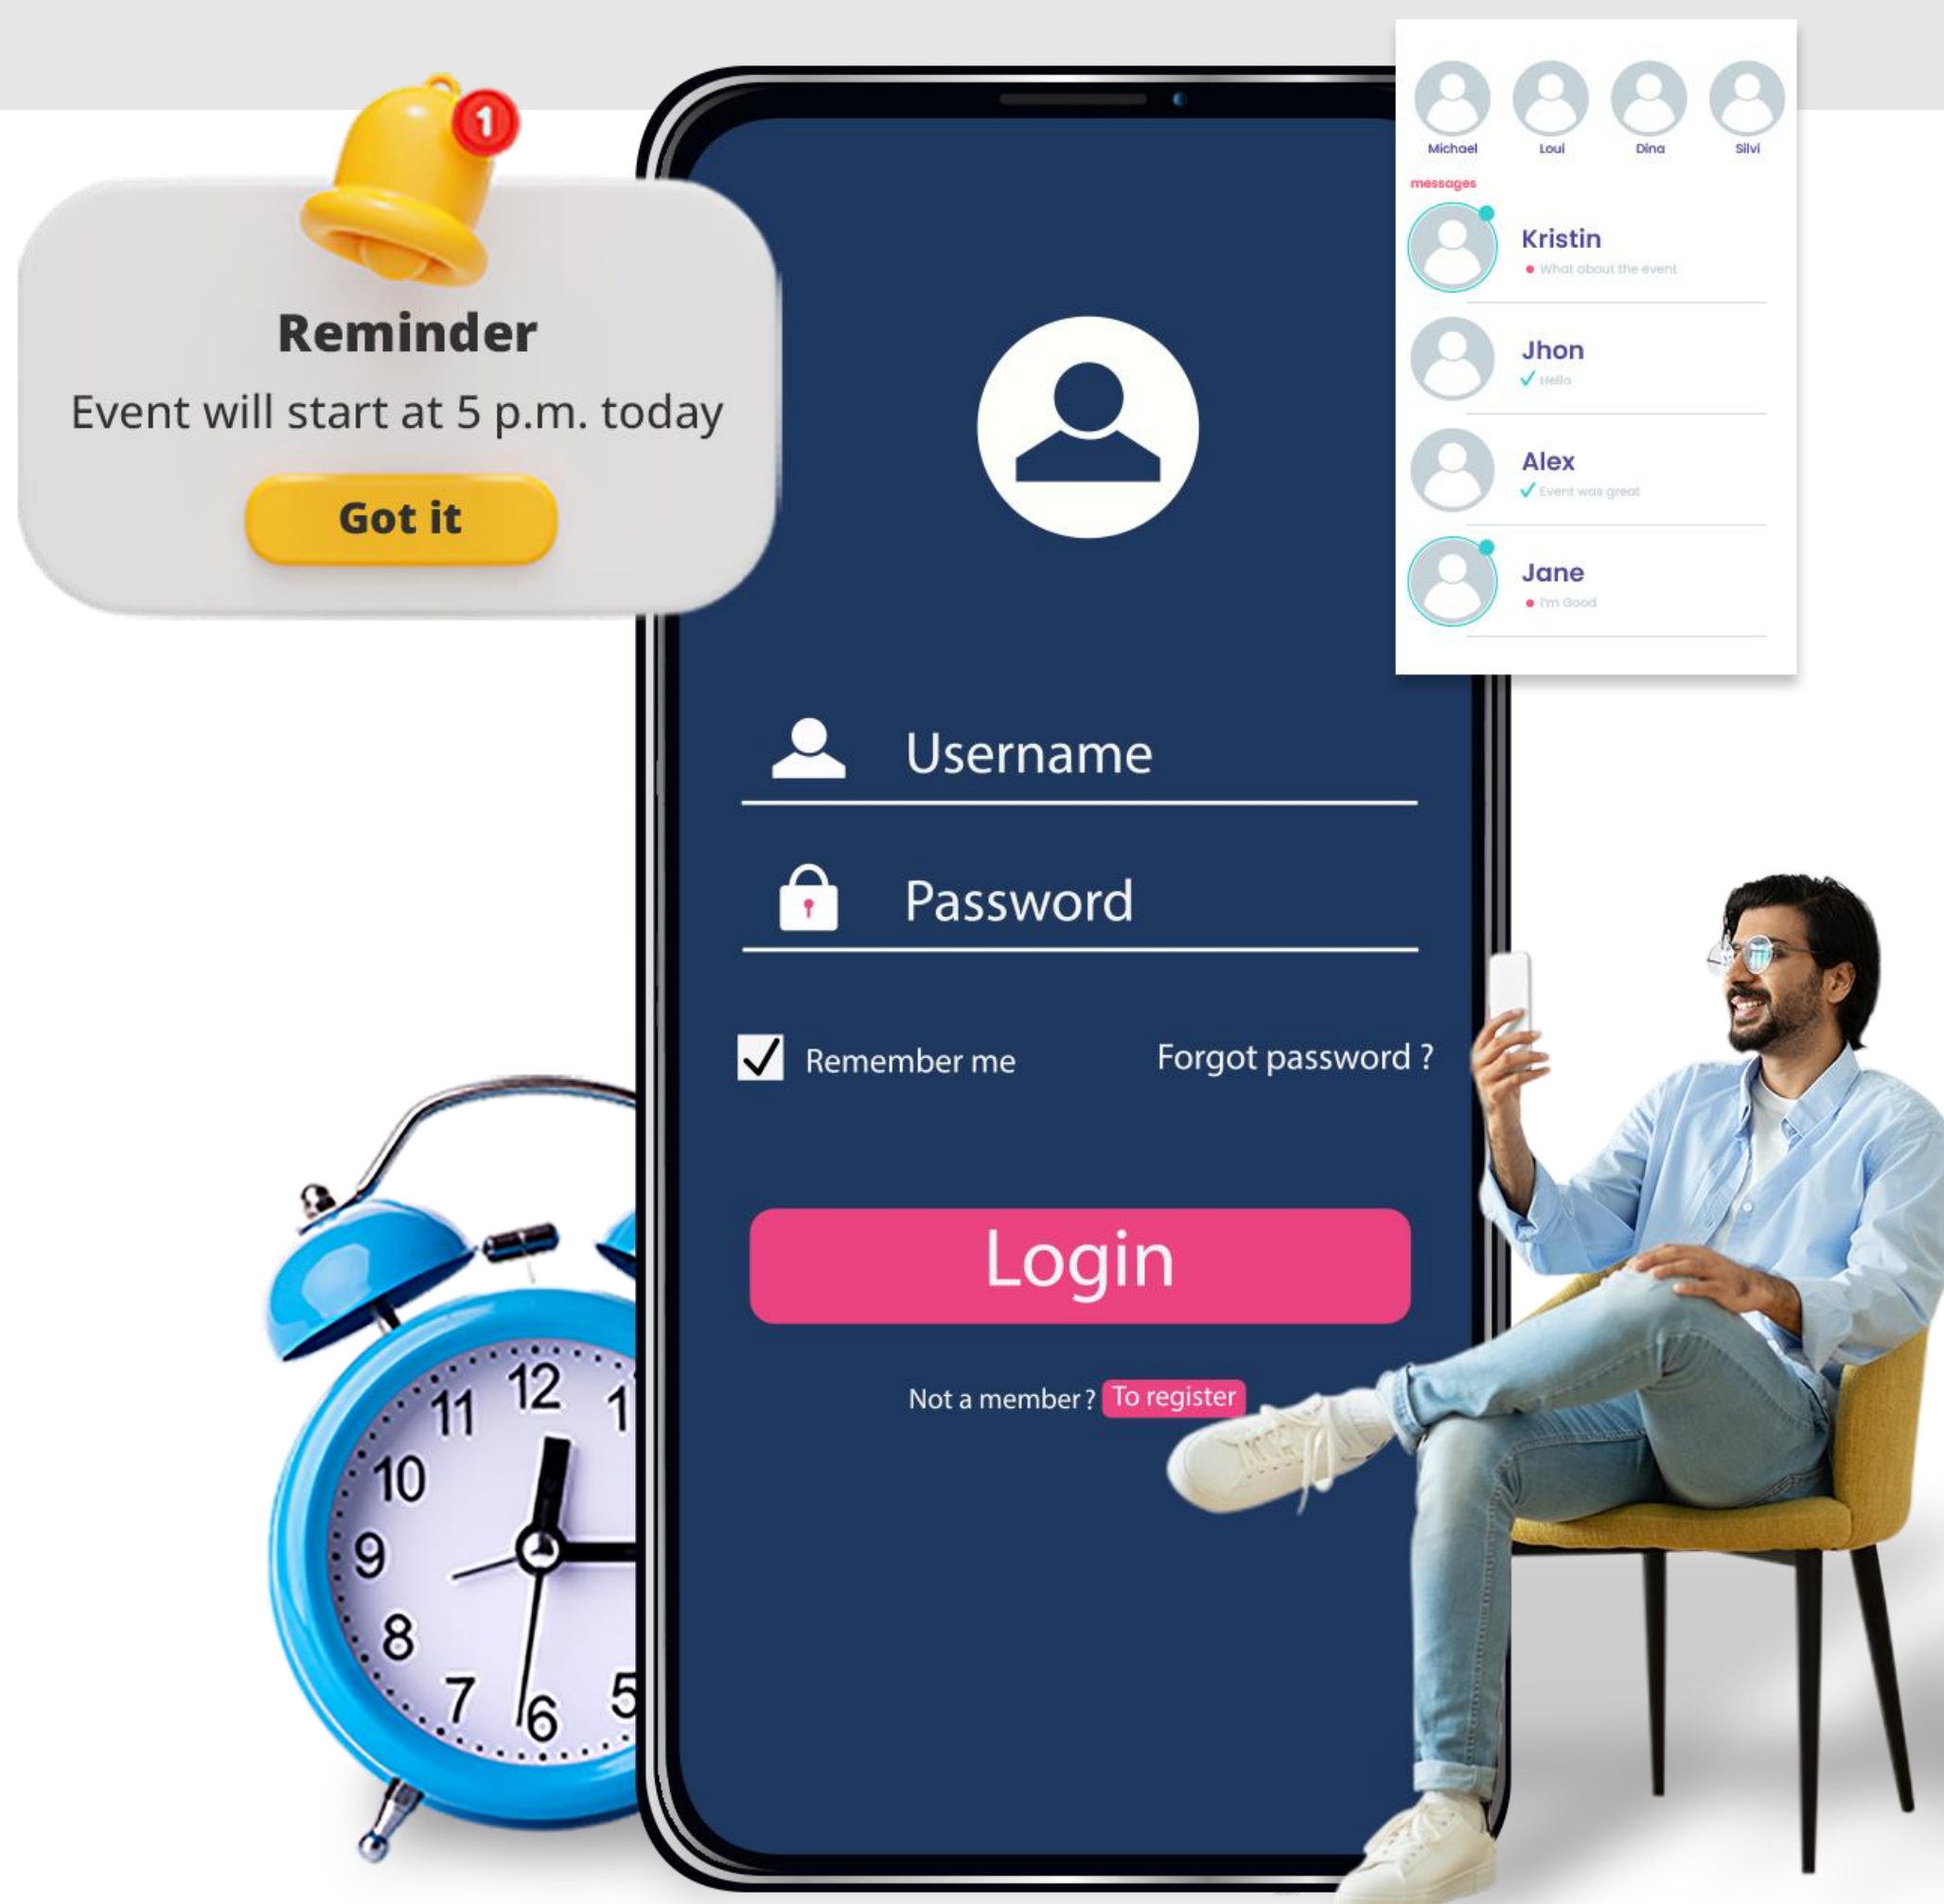 1
Reminder
Event will start at 5 p.m. today
Got it
Michael Loui Dina Silvi
messages
Kristin
What about the event
Jhon
Hello
Alex
Event was great
Jane
I'm Good
Username
Password
Remember me
Forgot password ?
Login
Not a member? To register
12
11
10
9
8
7
6
5
1